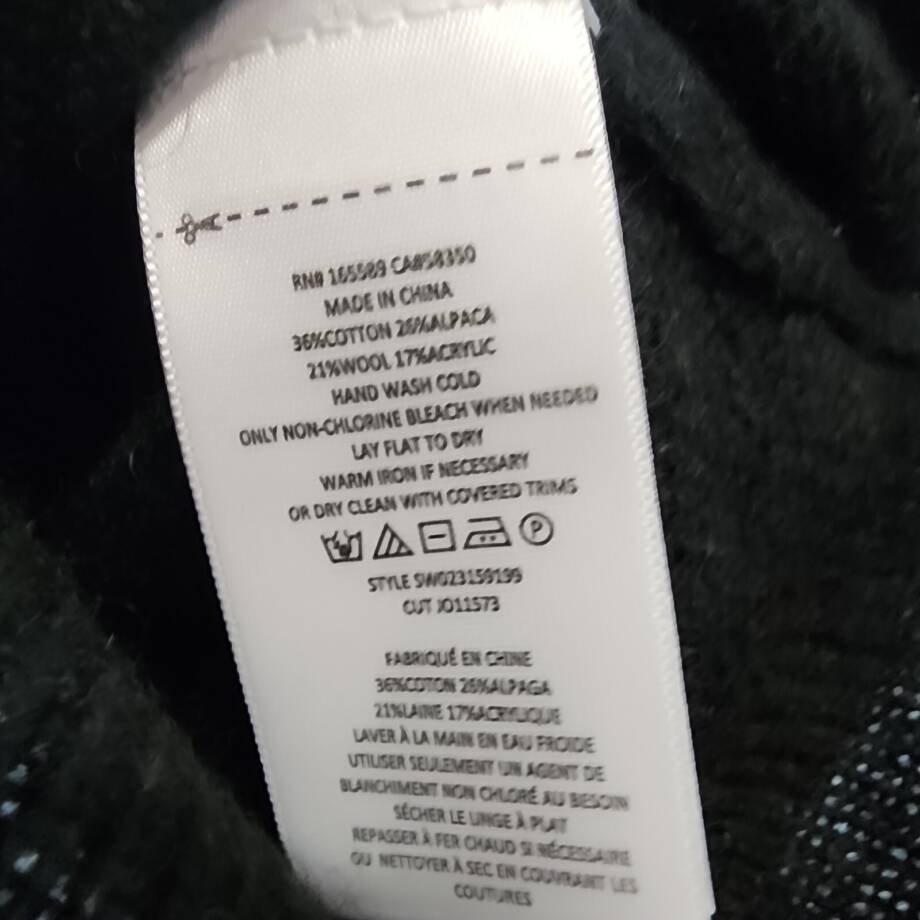 RN# 165589 CA#58350
MADE IN CHINA
36%COTTON 26%ALPACA
21%WOOL 17%ACRYLIC
HAND WASH COLD
ONLY NON-CHLORINE BLEACH WHEN NEEDED
LAY FLAT TO DRY
WARM IRON IF NECESSARY
OR DRY CLEAN WITH COVERED TRIMS
P
STYLE SW023159199
CUT JO11573
FABRIQUÉ EN CHINE
36%COTON 26%ALPAGA
21%LAINE 17%ACRYLIQUE
LAVER À LA MAIN EN EAU FROIDE
UTILISER SEULEMENT UN AGENT DE
BLANCHIMENT NON CHLORÉ AU BESOIN
SÉCHER LE LINGE À PLAT
REPASSER À FER CHAUD SI NÉCESSAIRE
OU NETTOYER À SEC EN COUVRANT LES
COUTURES